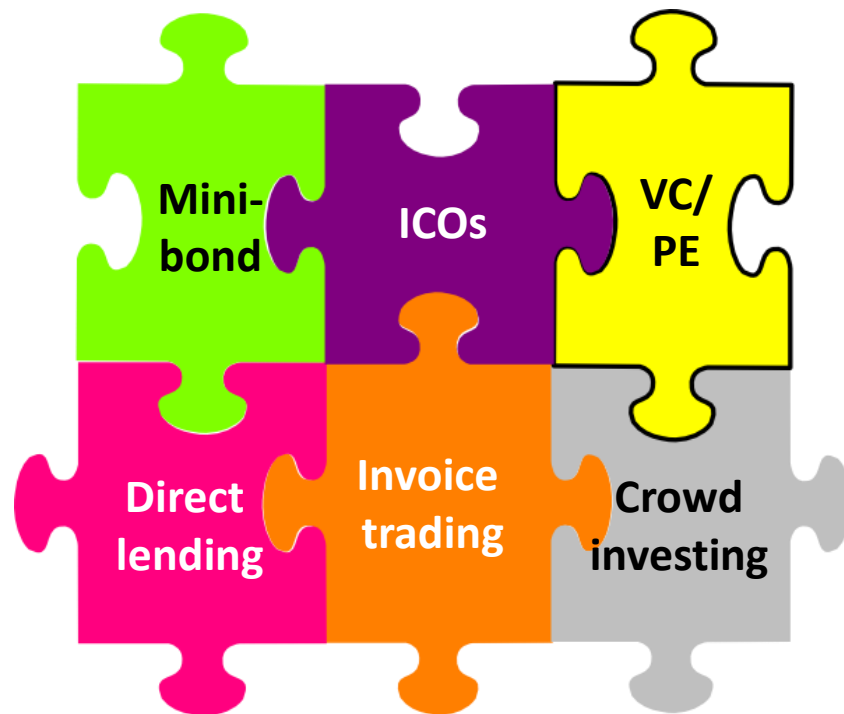 Mini-
bond
ICOs
VC/
PE
Direct
lending
Invoice
trading
Crowd
investing